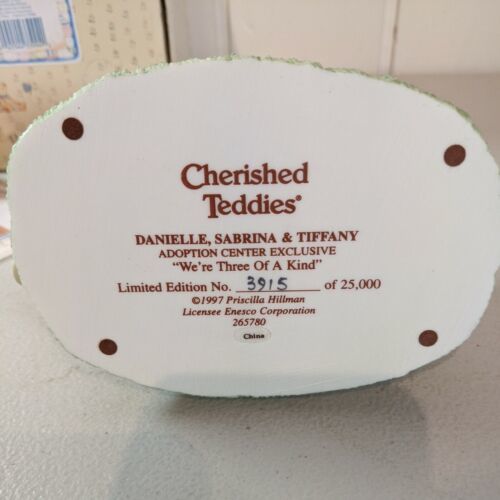 Cherished
Teddies®
DANIELLE, SABRINA & TIFFANY
ADOPTION CENTER EXCLUSIVE
"We're Three Of A Kind"
Limited Edition No. 3915 of 25,000
©1997 Priscilla Hillman
Licensee Enesco Corporation
265780
China